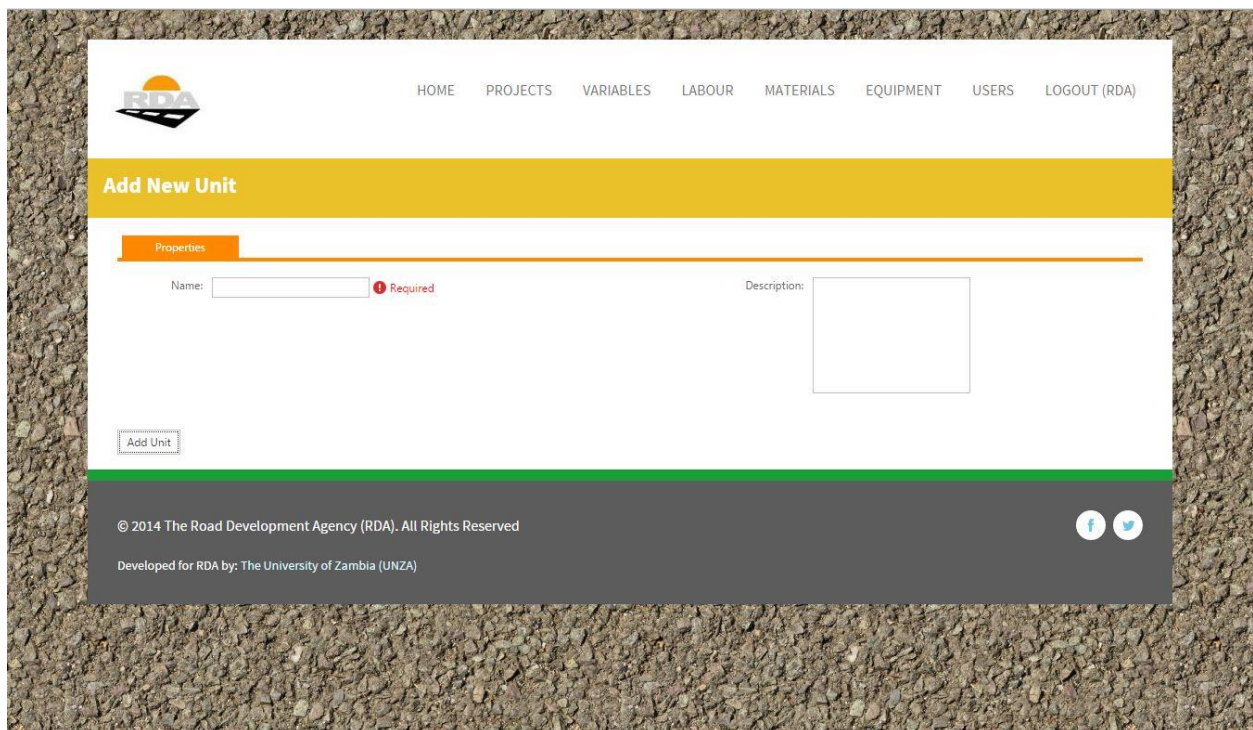 RDA
HOME PROJECTS VARIABLES LABOUR MATERIALS EQUIPMENT USERS LOGOUT (RDA)
Add New Unit
Properties
Name:
Required
Description:
Add Unit
© 2014 The Road Development Agency (RDA). All Rights Reserved
Developed for RDA by: The University of Zambia (UNZA)